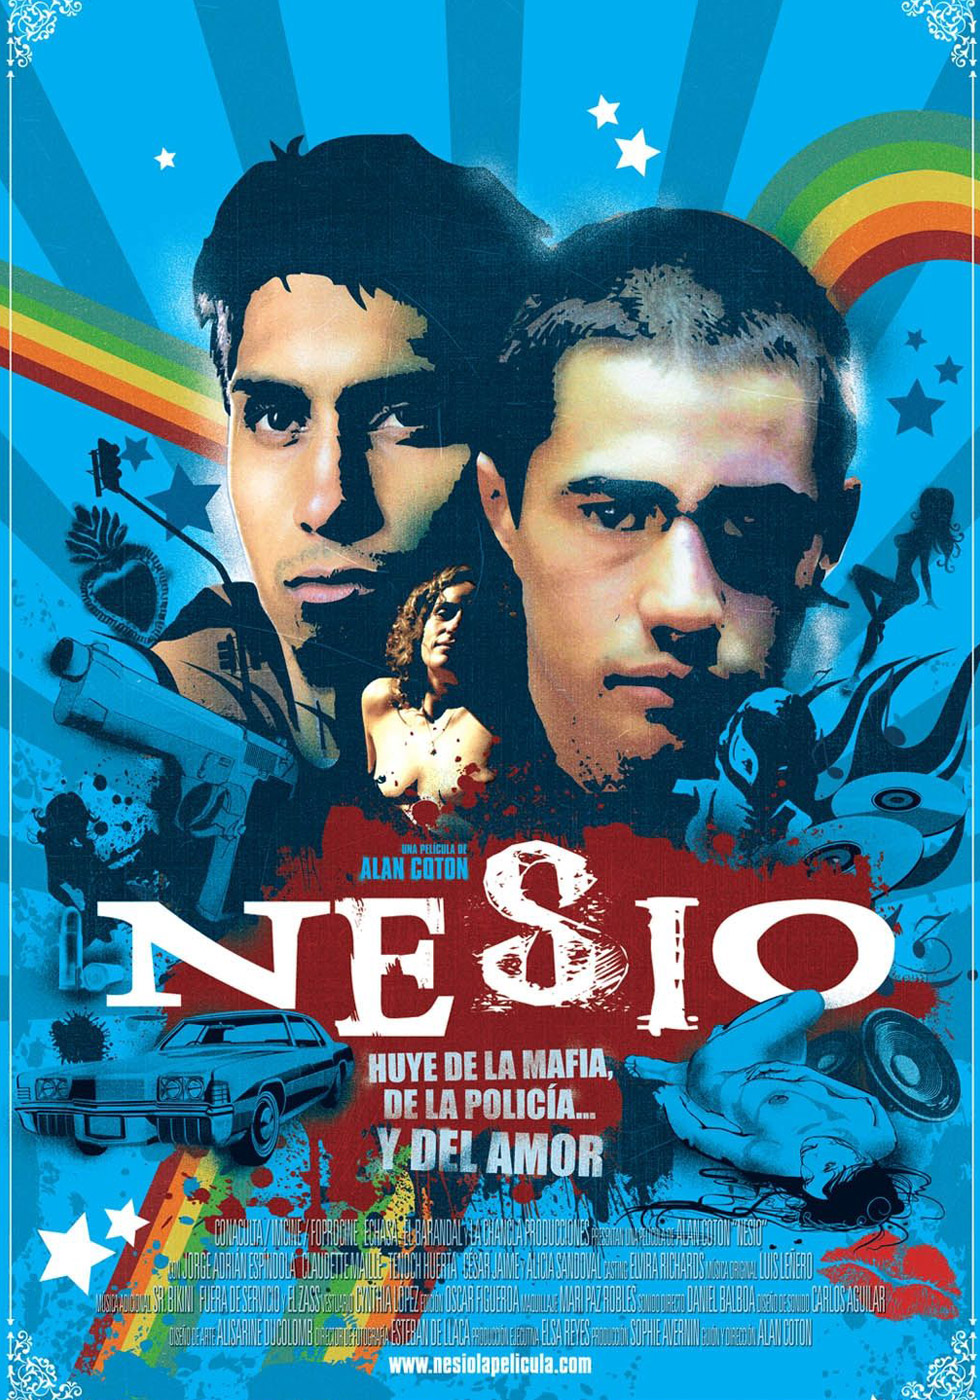 UNA PELÍCULA DE
ALAN COTON
NESIO
HUYE DE LA MAFIA,
DE LA POLICÍA...
Y DEL AMOR
CONACULTA / IMCINE / FOPROCINE - ECHASA - EL BARANDAL - LA CHANCLA PRODUCCIONES PRESENTAN UNA PELÍCULA DE ALAN COTON "NESIO"
CON JORGE ADRIÁN ESPÍNDOLA CLAUDETTE MAILLE TENOCH HUERTA SÉSAR JAIME Y ALICIA SANDOVAL CASTING ELVIRA RICHARDS MÚSICA ORIGINAL LUIS LEÑERO
MÚSICA ADICIONAL SR. BIKINI FUERA DE SERVICIO Y EL ZASS VESTUARIO CYNTHIA LÓPEZ EDICIÓN OSCAR FIGUEROA MAQUILLAJE MARI PAZ ROBLES SONIDO DIRECTO DANIEL BALBOA DISEÑO DE SONIDO CARLOS AGUILAR
DISEÑO DE ARTE ALISARINE DUCOLOMB DIRECTOR DE FOTOGRAFÍA ESTEBAN DE LLACA PRODUCCIÓN EJECUTIVA ELSA REYES PRODUCCIÓN SOPHIE AVERNIN GUIÓN Y DIRECCIÓN ALAN COTON
www.nesiolapelicula.com